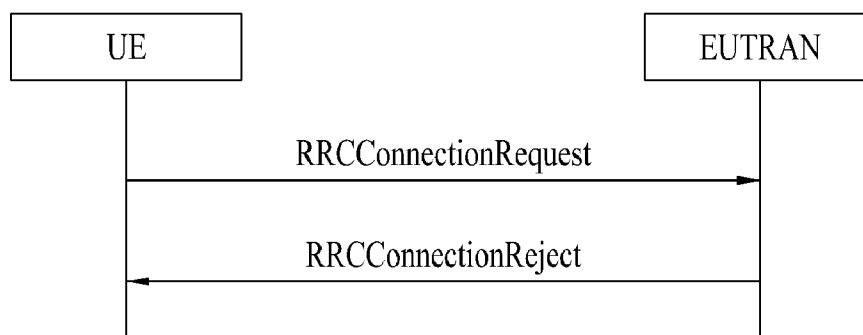 UE
EUTRAN
RRCConnectionRequest
RRCConnectionReject